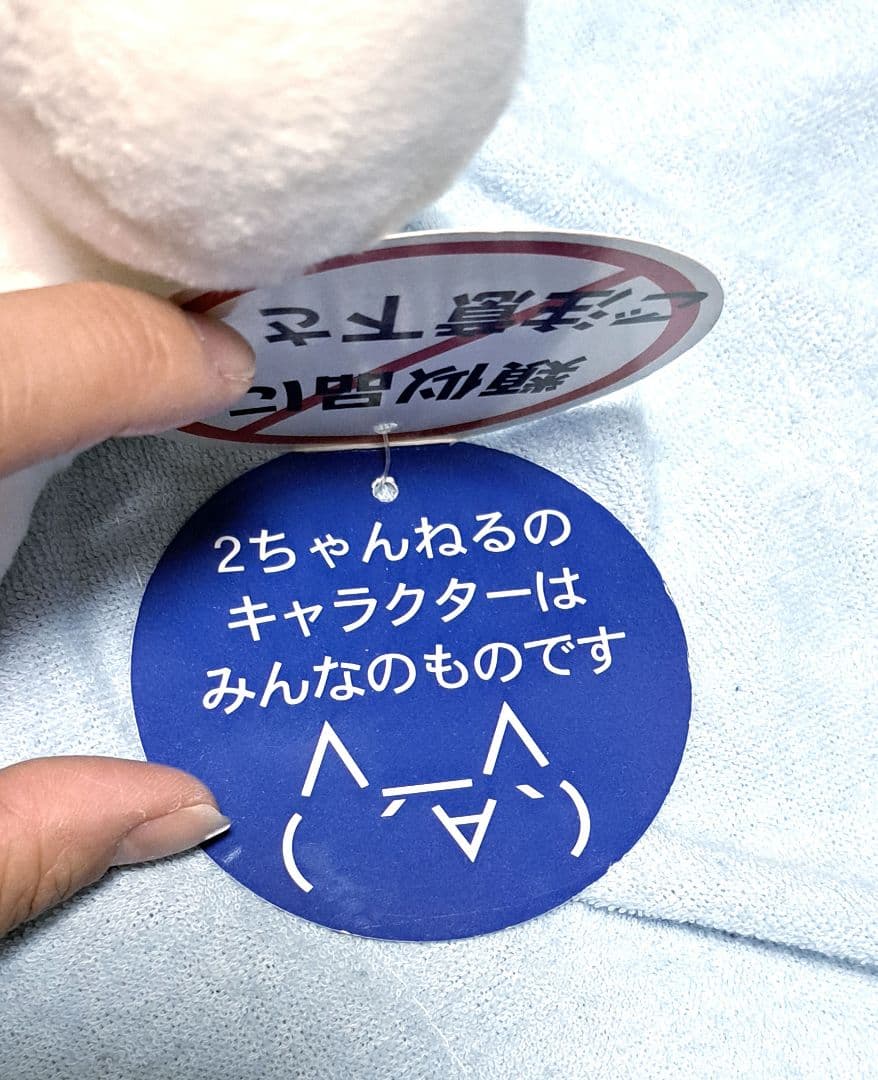 類似品に
ご注意下さ
2ちゃんねるの
キャラクターは
みんなのものです
∧_∧
(´∀`)